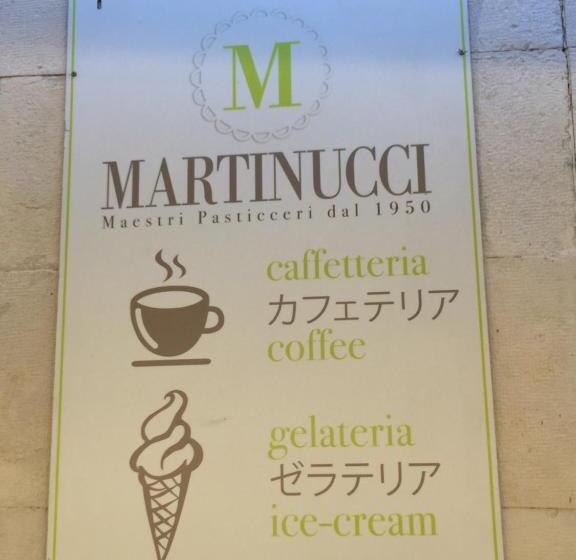 M
MARTINUCCI
Maestri Pasticceri dal 1950
caffetteria
カフェテリア
coffee
gelateria
ゼラテリア
ice-cream